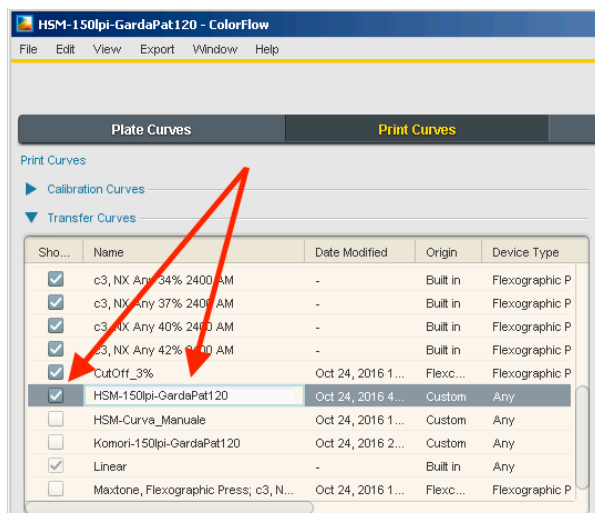 HSM-150lpi-GardaPat120 - ColorFlow
File Edit View Export Window Help
Plate Curves Print Curves
Print Curves
Calibration Curves
Transfer Curves
Sho... Name Date Modified Origin Device Type
c3, NX Any 34% 2400 AM - Built in Flexographic P
c3, NX Any 37% 2400 AM - Built in Flexographic P
c3, NX Any 40% 2400 AM - Built in Flexographic P
c3, NX Any 42% 2400 AM - Built in Flexographic P
CutOff_3% Oct 24, 2016 1... Flexc... Flexographic P
HSM-150lpi-GardaPat120 Oct 24, 2016 4... Custom Any
HSM-Curva_Manuale Oct 24, 2016 1... Custom Any
Komori-150lpi-GardaPat120 Oct 24, 2016 2... Custom Any
Linear - Built in Any
Maxtone, Flexographic Press; c3, N... Oct 24, 2016 1... Flexc... Flexographic P